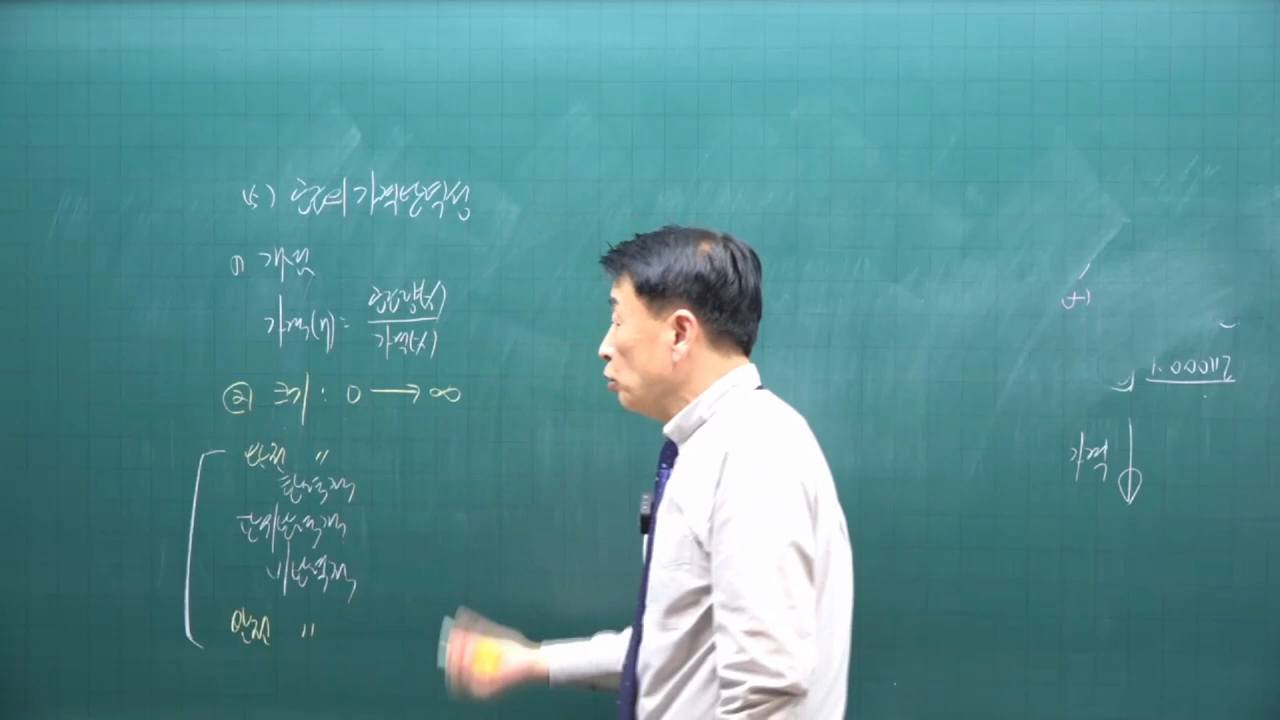 (5) 수요의 가격탄력성
① 개념
가격(η) = 수요량(%) / 가격(%)
② 크기 : 0 → ∞
완전 〃
탄력적
단위탄력적
비탄력적
완전 〃
(+)
가격